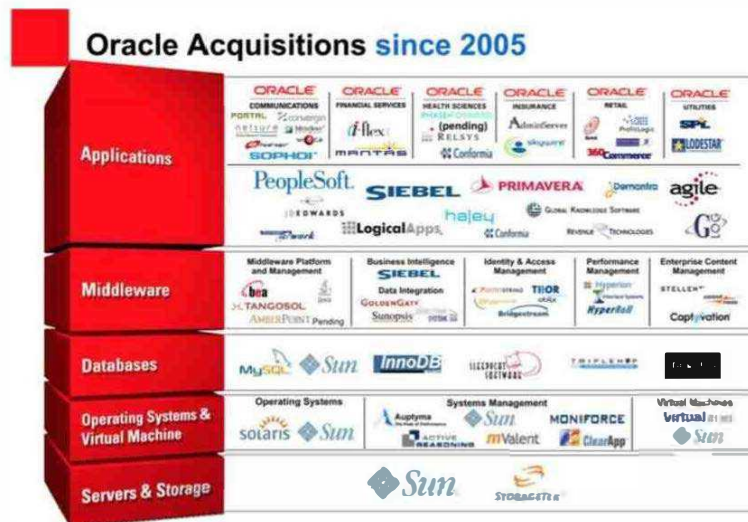 Oracle Acquisitions since 2005
Applications
ORACLE ORACLE ORACLE ORACLE ORACLE ORACLE
COMMUNICATIONS FINANCIAL SERVICES HEALTH SCIENCES INSURANCE RETAIL UTILITIES
PORTAL convergin
netsure
SOPHOI
i-flex
MANTAS
(pending)
RELSYS
Conformia
AdminServer
skywire
ProfitLogic
360Commerce
SPL
LODESTAR
PeopleSoft. SIEBEL PRIMAVERA Demantra agile
JDEDWARDS haley GLOBAL KNOWLEDGE SOFTWARE
LogicalApps Conformia REVENUE TECHNOLOGIES
Middleware
Middleware Platform
and Management
bea
TANGOSOL
AMBERPOINT Pending
Business Intelligence
SIEBEL
Data Integration
GOLDENGATE
Sunopsis
Identity & Access
Management
THOR
oblix
Bridgestream
Performance
Management
Hyperion
HyperRoll
Enterprise Content
Management
STELLENT
Captovation
Databases
MySQL Sun InnoDB SLEEPYCAT TRIPLEHOP
SOFTWARE
Operating Systems &
Virtual Machine
Operating Systems
solaris Sun
Systems Management
Auptyma Sun MONIFORCE
ACTIVE
REASONING mValent ClearApp
Virtual Machines
Virtual
Sun
Servers & Storage
Sun STORAGETEK